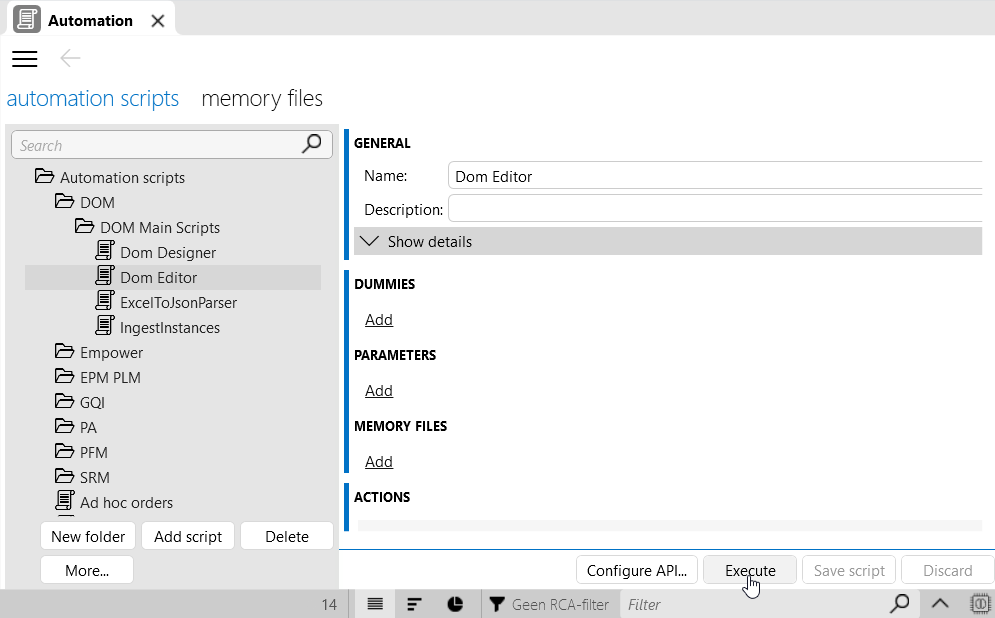 Automation
automation scripts memory files
Search
Automation scripts
DOM
DOM Main Scripts
Dom Designer
Dom Editor
ExcelToJsonParser
IngestInstances
Empower
EPM PLM
GQI
PA
PFM
SRM
Ad hoc orders
New folder Add script Delete
More...
GENERAL
Name: Dom Editor
Description:
Show details
DUMMIES
Add
PARAMETERS
Add
MEMORY FILES
Add
ACTIONS
Configure API... Execute Save script Discard
14 Geen RCA-filter Filter